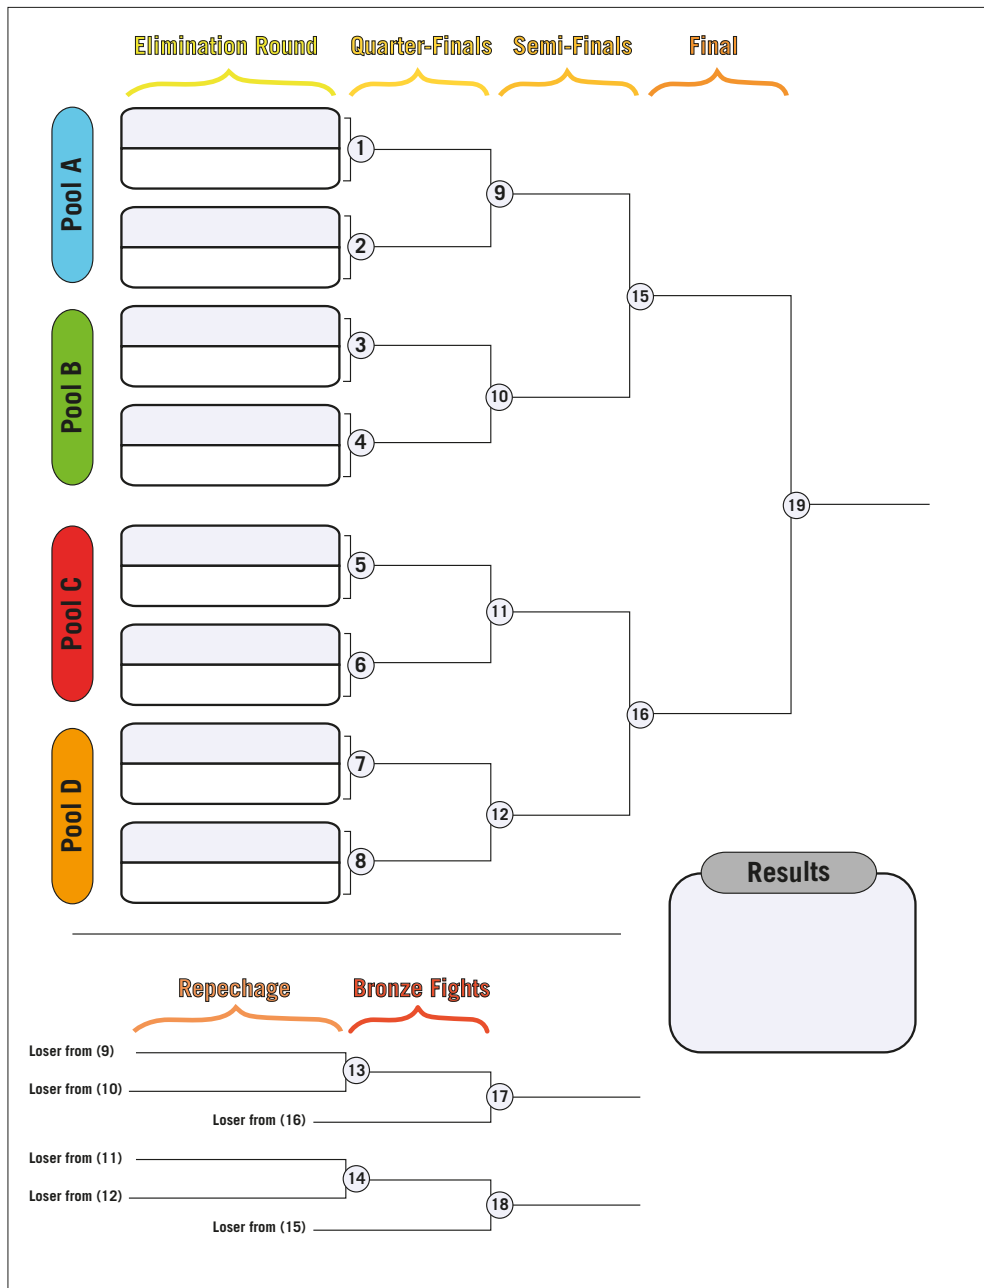 Elimination Round
Quarter-Finals
Semi-Finals
Final
Pool A
1
2
9
Pool B
3
4
10
15
Pool C
5
6
11
Pool D
7
8
12
16
19
Results
Repechage
Bronze Fights
Loser from (9)
Loser from (10)
13
Loser from (16)
17
Loser from (11)
Loser from (12)
14
Loser from (15)
18